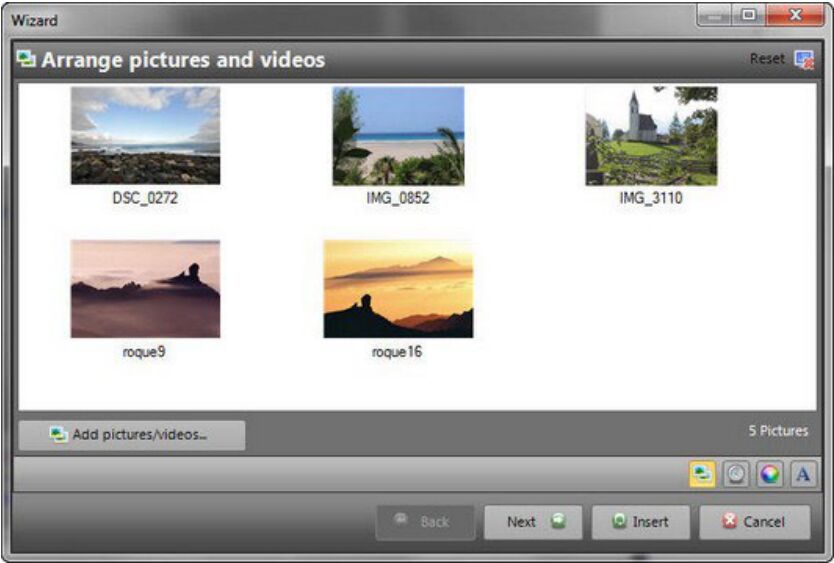 Wizard
Arrange pictures and videos
Reset
DSC_0272
IMG_0852
IMG_3110
roque9
roque16
Add pictures/videos...
5 Pictures
A
Back
Next
Insert
Cancel